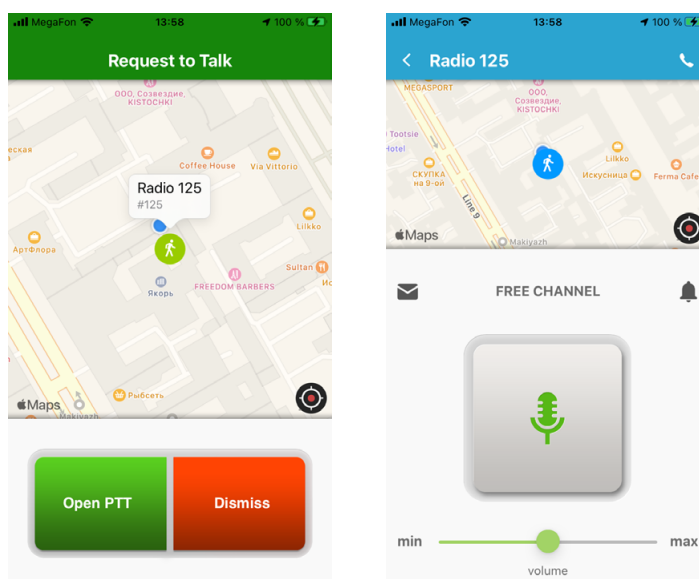 MegaFon 13:58 100 %
Request to Talk
ООО, Созвездие,
KISTOCHKI
еская
Coffee House
Via Vittorio
Radio 125
#125
Lilkko
АртФлора
Sultan
FREEDOM BARBERS
Якорь
Рыбсеть
Maps
Makiyazh
Open PTT
Dismiss
MegaFon 13:58 100 %
Radio 125
MEGASPORT
ООО,
Созвездие,
KISTOCHKI
Tootsie
Hotel
Lilkko
СКУПКА
на 9-ой
Искусница
Ferma Cafe
Line 9
Maps
Makiyazh
FREE CHANNEL
min
max
volume